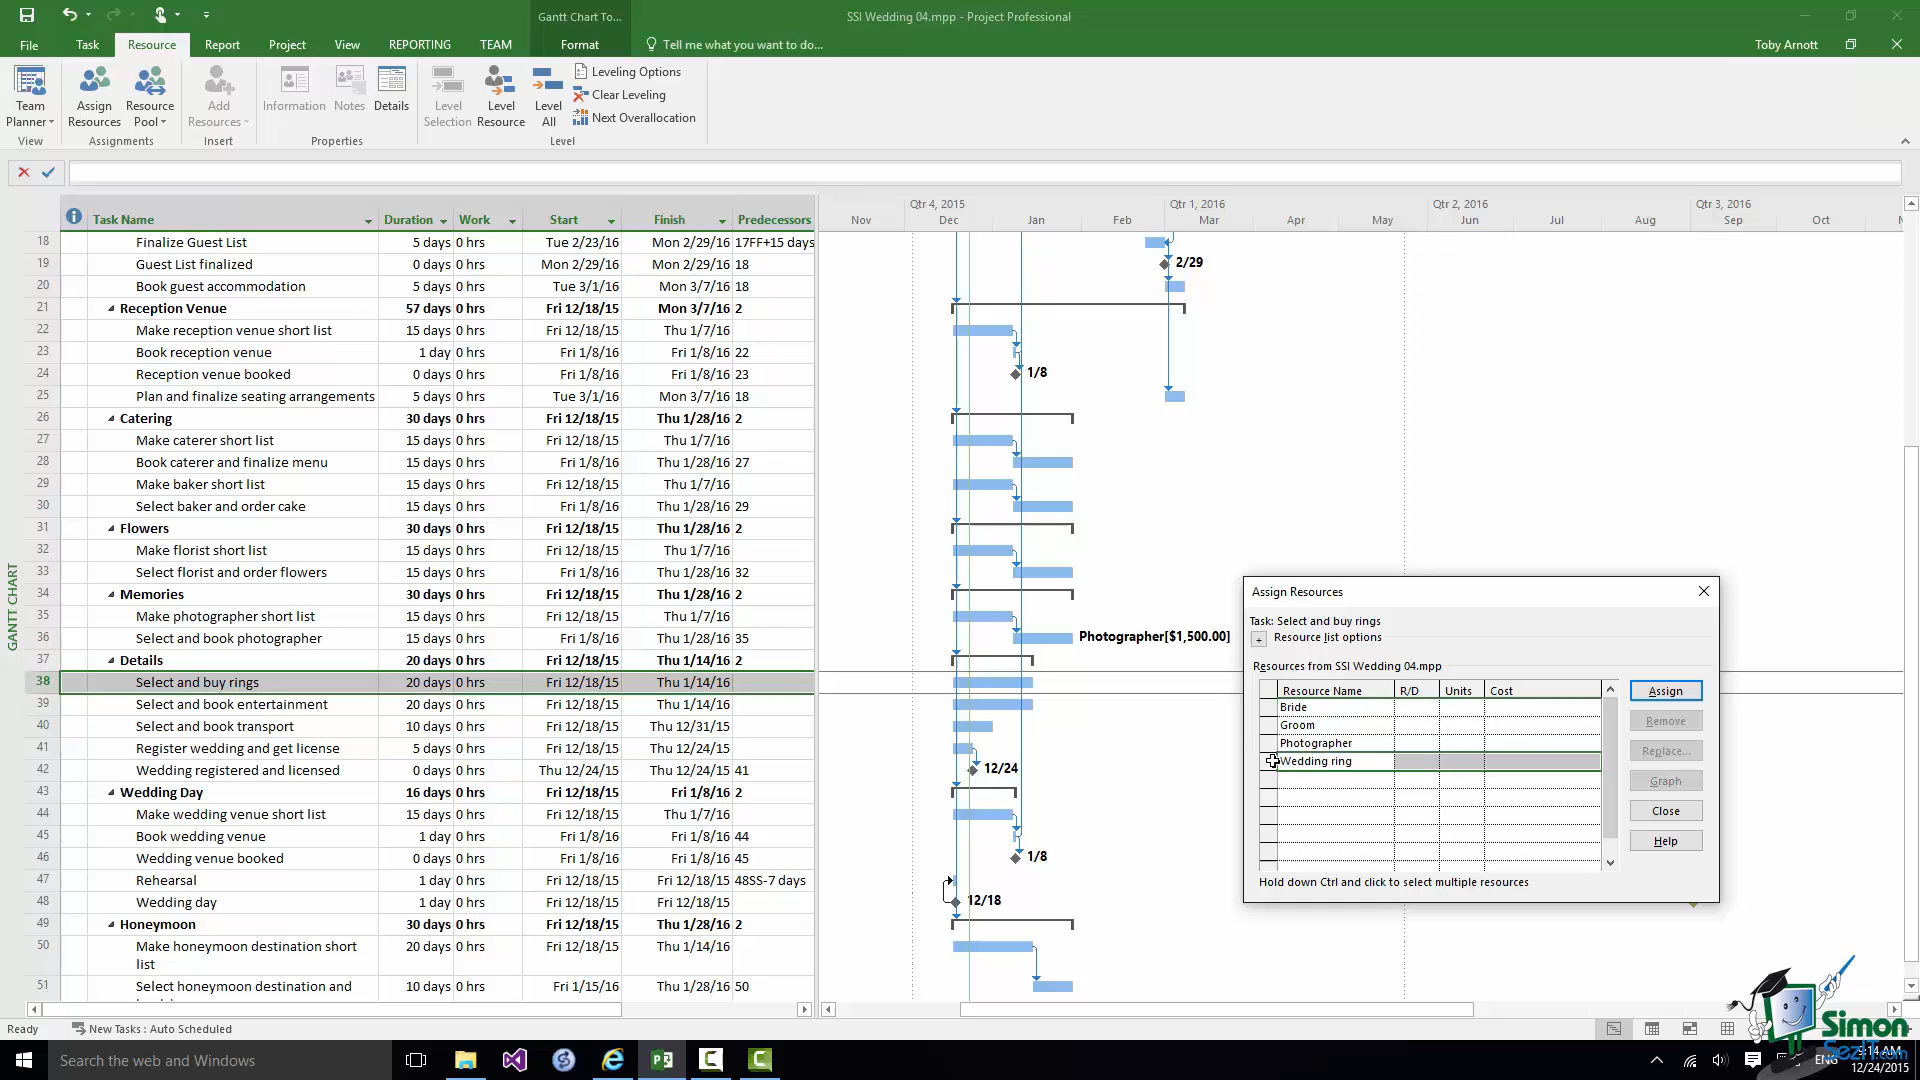 Gantt Chart To...
SSI Wedding 04.mpp - Project Professional
File Task Resource Report Project View REPORTING TEAM Format Tell me what you want to do... Toby Arnott
Team Planner
Assign Resources
Resource Pool
Add Resources
Information
Notes
Details
Level Selection
Level Resource
Level All
Leveling Options
Clear Leveling
Next Overallocation
View Assignments Insert Properties Level
GANTT CHART
Task Name Duration Work Start Finish Predecessors
Qtr 4, 2015 Qtr 1, 2016 Qtr 2, 2016 Qtr 3, 2016
Nov Dec Jan Feb Mar Apr May Jun Jul Aug Sep Oct
18 Finalize Guest List 5 days 0 hrs Tue 2/23/16 Mon 2/29/16 17FF+15 days
19 Guest List finalized 0 days 0 hrs Mon 2/29/16 Mon 2/29/16 18 2/29
20 Book guest accommodation 5 days 0 hrs Tue 3/1/16 Mon 3/7/16 18
21 Reception Venue 57 days 0 hrs Fri 12/18/15 Mon 3/7/16 2
22 Make reception venue short list 15 days 0 hrs Fri 12/18/15 Thu 1/7/16
23 Book reception venue 1 day 0 hrs Fri 1/8/16 Fri 1/8/16 22
24 Reception venue booked 0 days 0 hrs Fri 1/8/16 Fri 1/8/16 23 1/8
25 Plan and finalize seating arrangements 5 days 0 hrs Tue 3/1/16 Mon 3/7/16 18
26 Catering 30 days 0 hrs Fri 12/18/15 Thu 1/28/16 2
27 Make caterer short list 15 days 0 hrs Fri 12/18/15 Thu 1/7/16
28 Book caterer and finalize menu 15 days 0 hrs Fri 1/8/16 Thu 1/28/16 27
29 Make baker short list 15 days 0 hrs Fri 12/18/15 Thu 1/7/16
30 Select baker and order cake 15 days 0 hrs Fri 1/8/16 Thu 1/28/16 29
31 Flowers 30 days 0 hrs Fri 12/18/15 Thu 1/28/16 2
32 Make florist short list 15 days 0 hrs Fri 12/18/15 Thu 1/7/16
33 Select florist and order flowers 15 days 0 hrs Fri 1/8/16 Thu 1/28/16 32
34 Memories 30 days 0 hrs Fri 12/18/15 Thu 1/28/16 2
35 Make photographer short list 15 days 0 hrs Fri 12/18/15 Thu 1/7/16
36 Select and book photographer 15 days 0 hrs Fri 1/8/16 Thu 1/28/16 35 Photographer[$1,500.00]
37 Details 20 days 0 hrs Fri 12/18/15 Thu 1/14/16 2
38 Select and buy rings 20 days 0 hrs Fri 12/18/15 Thu 1/14/16
39 Select and book entertainment 20 days 0 hrs Fri 12/18/15 Thu 1/14/16
40 Select and book transport 10 days 0 hrs Fri 12/18/15 Thu 12/31/15
41 Register wedding and get license 5 days 0 hrs Fri 12/18/15 Thu 12/24/15
42 Wedding registered and licensed 0 days 0 hrs Thu 12/24/15 Thu 12/24/15 41 12/24
43 Wedding Day 16 days 0 hrs Fri 12/18/15 Fri 1/8/16 2
44 Make wedding venue short list 15 days 0 hrs Fri 12/18/15 Thu 1/7/16
45 Book wedding venue 1 day 0 hrs Fri 1/8/16 Fri 1/8/16 44
46 Wedding venue booked 0 days 0 hrs Fri 1/8/16 Fri 1/8/16 45 1/8
47 Rehearsal 1 day 0 hrs Fri 12/18/15 Fri 12/18/15 48SS-7 days
48 Wedding day 1 day 0 hrs Fri 12/18/15 Fri 12/18/15 12/18
49 Honeymoon 30 days 0 hrs Fri 12/18/15 Thu 1/28/16 2
50 Make honeymoon destination short list 20 days 0 hrs Fri 12/18/15 Thu 1/14/16
51 Select honeymoon destination and 10 days 0 hrs Fri 1/15/16 Thu 1/28/16 50
Assign Resources
Task: Select and buy rings
+ Resource list options
Resources from SSI Wedding 04.mpp
Resource Name R/D Units Cost
Bride
Groom
Photographer
Wedding ring
Assign
Remove
Replace...
Graph
Close
Help
Hold down Ctrl and click to select multiple resources
Ready New Tasks : Auto Scheduled
Simon
SezIT.com
Search the web and Windows
ENG
12/24/2015